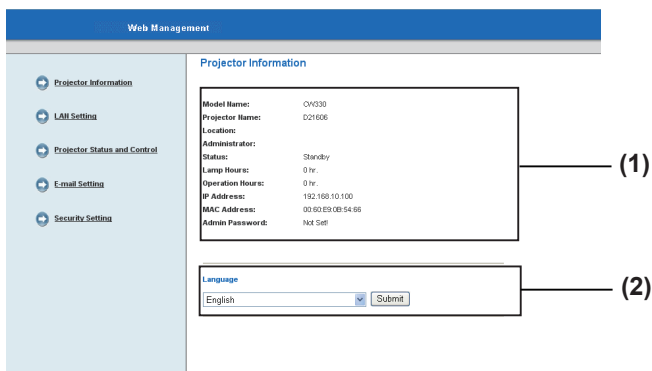 Web Management
Projector Information
LAN Setting
Projector Status and Control
E-mail Setting
Security Setting
Projector Information
Model Name: CW330
Projector Name: D21606
Location:
Administrator:
Status: Standby
Lamp Hours: 0 hr.
Operation Hours: 0 hr.
IP Address: 192.168.10.100
MAC Address: 00:60:E9:0B:54:66
Admin Password: Not Set!
(1)
Language
English Submit
(2)